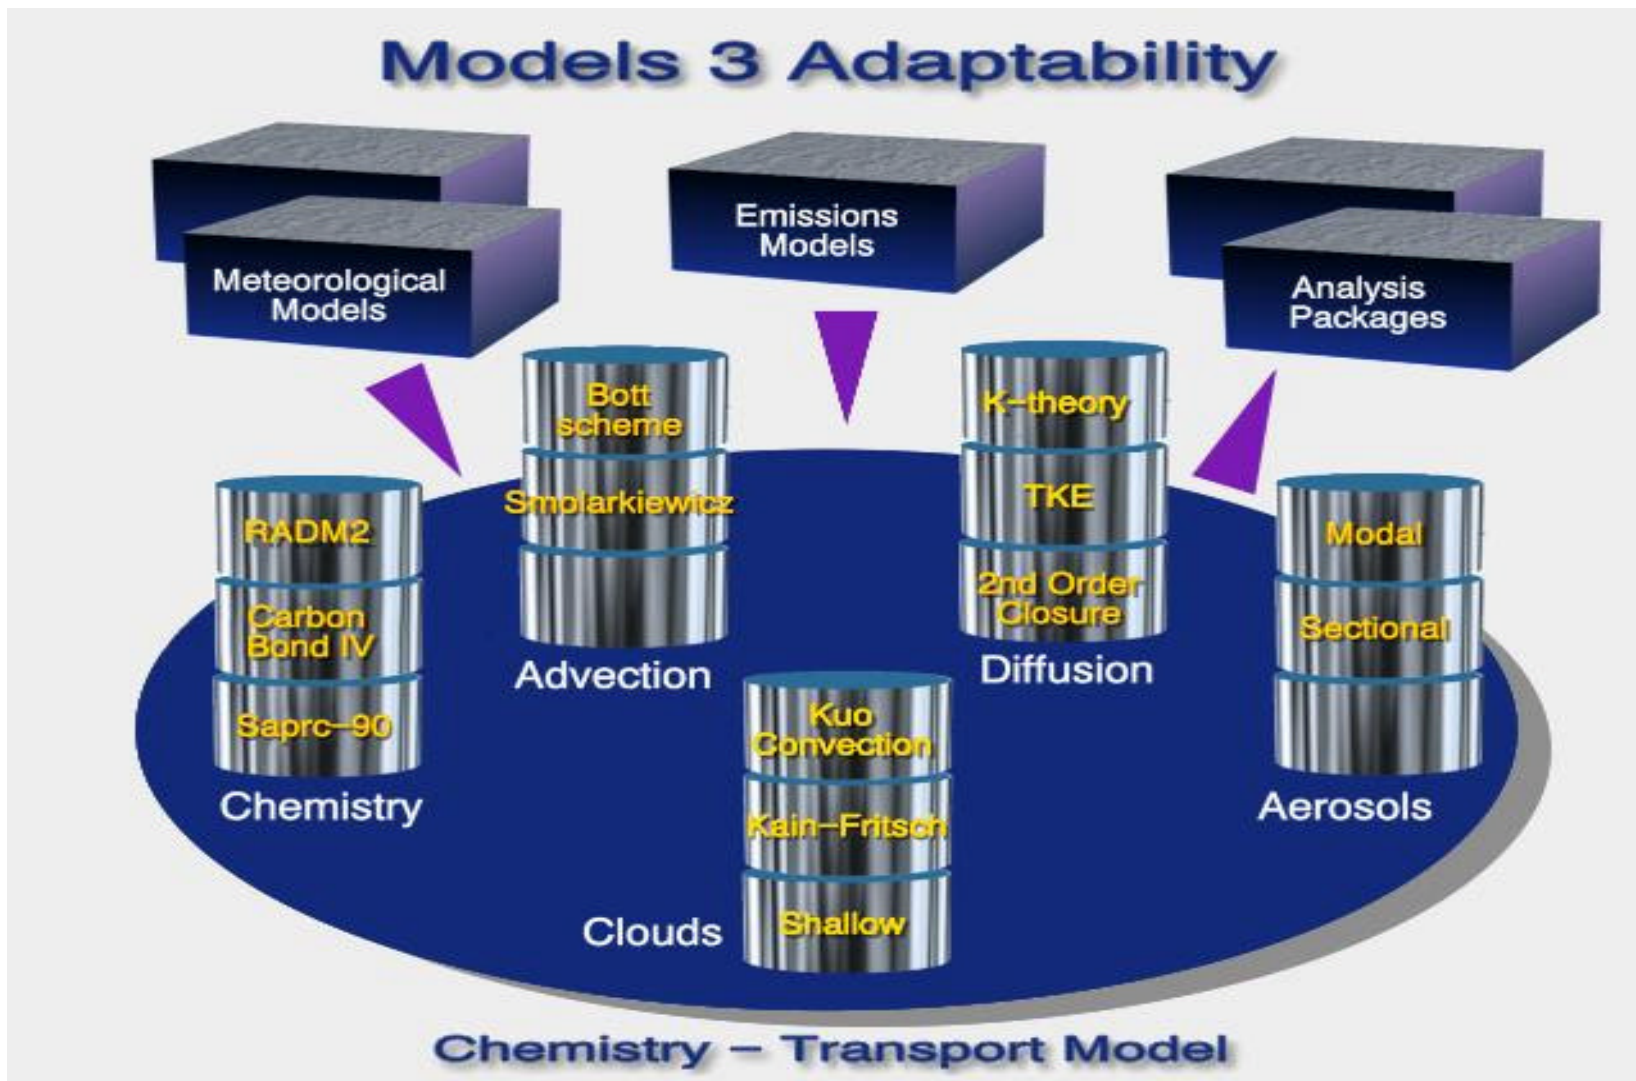 Models 3 Adaptability
Meteorological
Models
Emissions
Models
Analysis
Packages
RADM2
Carbon
Bond IV
Saprc-90
Chemistry
Bott
scheme
Smolarkiewicz
Advection
Kuo
Convection
Kain-Fritsch
Shallow
Clouds
K-theory
TKE
2nd Order
Closure
Diffusion
Modal
Sectional
Aerosols
Chemistry - Transport Model